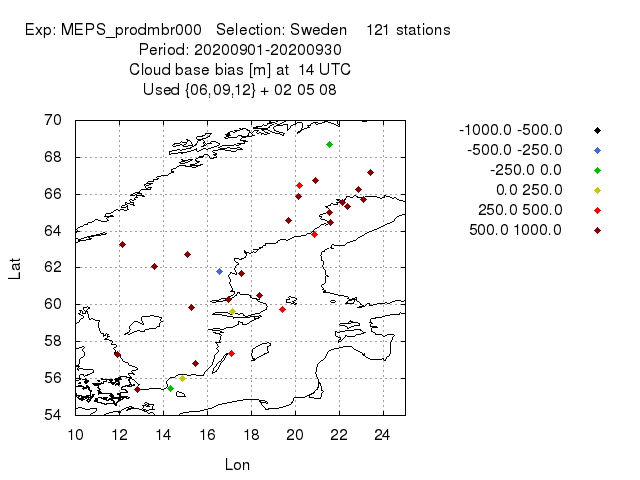 Exp: MEPS_prodmbr000 Selection: Sweden 121 stations
Period: 20200901-20200930
Cloud base bias [m] at 14 UTC
Used {06,09,12} + 02 05 08
-1000.0 -500.0
-500.0 -250.0
-250.0 0.0
0.0 250.0
250.0 500.0
500.0 1000.0
70
68
66
64
62
60
58
56
54
Lat
10 12 14 16 18 20 22 24
Lon